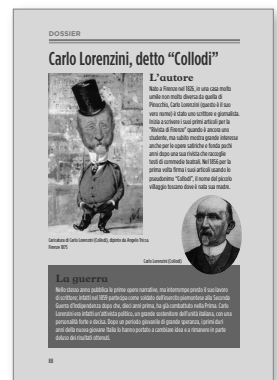 DOSSIER
Carlo Lorenzini, detto “Collodi”
L'autore
Nato a Firenze nel 1826, in una casa molto
umile non molto diversa da quella di
Pinocchio, Carlo Lorenzini (questo è il suo
vero nome) è stato uno scrittore e giornalista.
Inizia a scrivere i suoi primi articoli per la
“Rivista di Firenze” quando è ancora uno
studente, ma subito mostra grande interesse
anche per le opere satiriche e fonda pochi
anni dopo una sua rivista che raccoglie
testi di commedie teatrali. Nel 1856 per la
prima volta firma i suoi articoli usando lo
pseudonimo “Collodi”, il nome del piccolo
villaggio toscano dove è nata sua madre.
Caricatura di Carlo Lorenzini (Collodi), dipinto da Angelo Tricca.
Firenze 1875
Carlo Lorenzini (Collodi)
La guerra
Nello stesso anno pubblica le prime opere narrative, ma interrompe presto il suo lavoro
di scrittore; infatti nel 1859 partecipa come soldato dell'esercito piemontese alla Seconda
Guerra d'Indipendenza dopo che, dieci anni prima, ha già combattuto nella Prima. Carlo
Lorenzini era infatti un'attivista politico, un grande sostenitore dell'unità italiana, con una
personalità forte e decisa. Dopo un periodo giovanile di grande speranza, i primi duri
anni della nuova giovane Italia lo hanno portato a cambiare idea e a rimanere in parte
deluso dei risultati ottenuti.
88